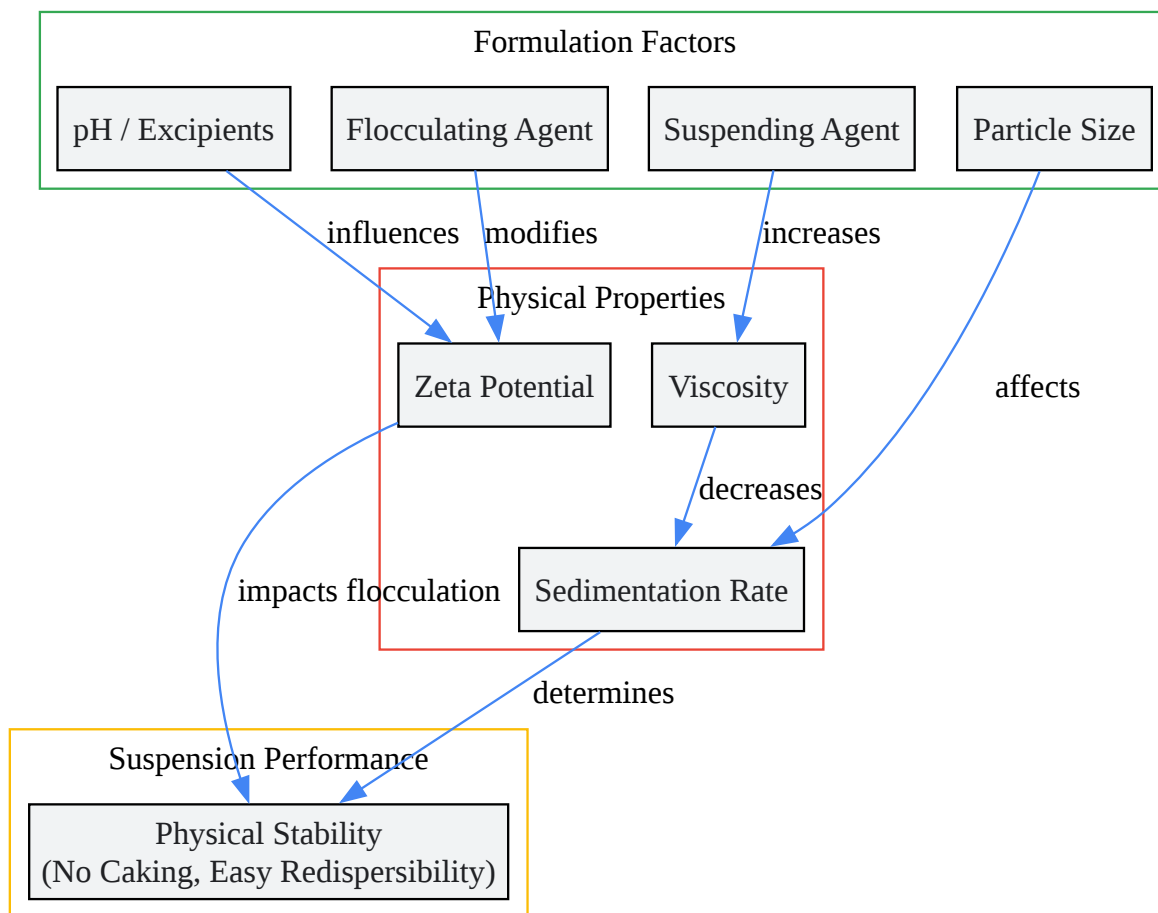 Formulation Factors
pH / Excipients
Flocculating Agent
Suspending Agent
Particle Size
influences
modifies
increases
Physical Properties
Zeta Potential
Viscosity
affects
decreases
impacts flocculation
Sedimentation Rate
determines
Suspension Performance
Physical Stability
(No Caking, Easy Redispersibility)